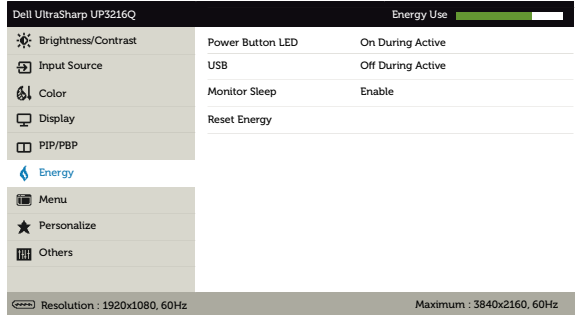 Dell UltraSharp UP3216Q Energy Use
Brightness/Contrast
Input Source
Color
Display
PIP/PBP
Energy
Menu
Personalize
Others
Power Button LED On During Active
USB Off During Active
Monitor Sleep Enable
Reset Energy
Resolution : 1920x1080, 60Hz Maximum : 3840x2160, 60Hz